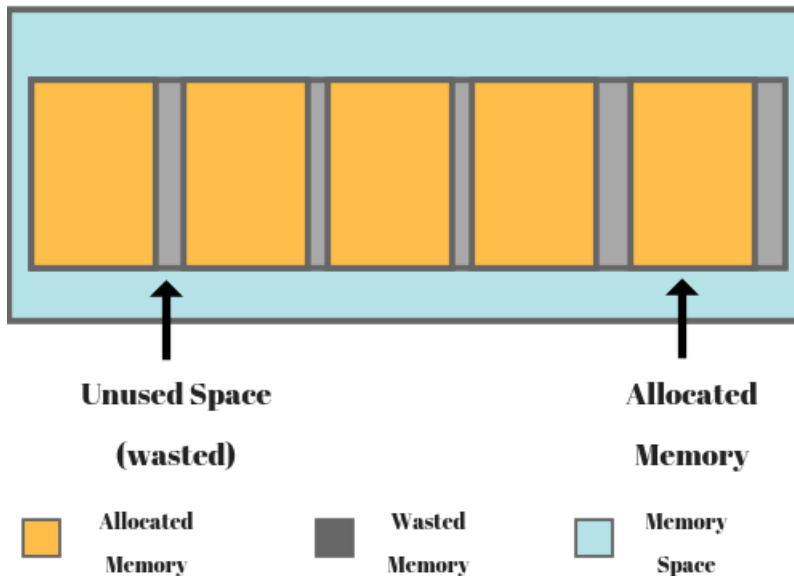 Unused Space
(wasted)
Allocated
Memory
Allocated
Memory
Wasted
Memory
Memory
Space